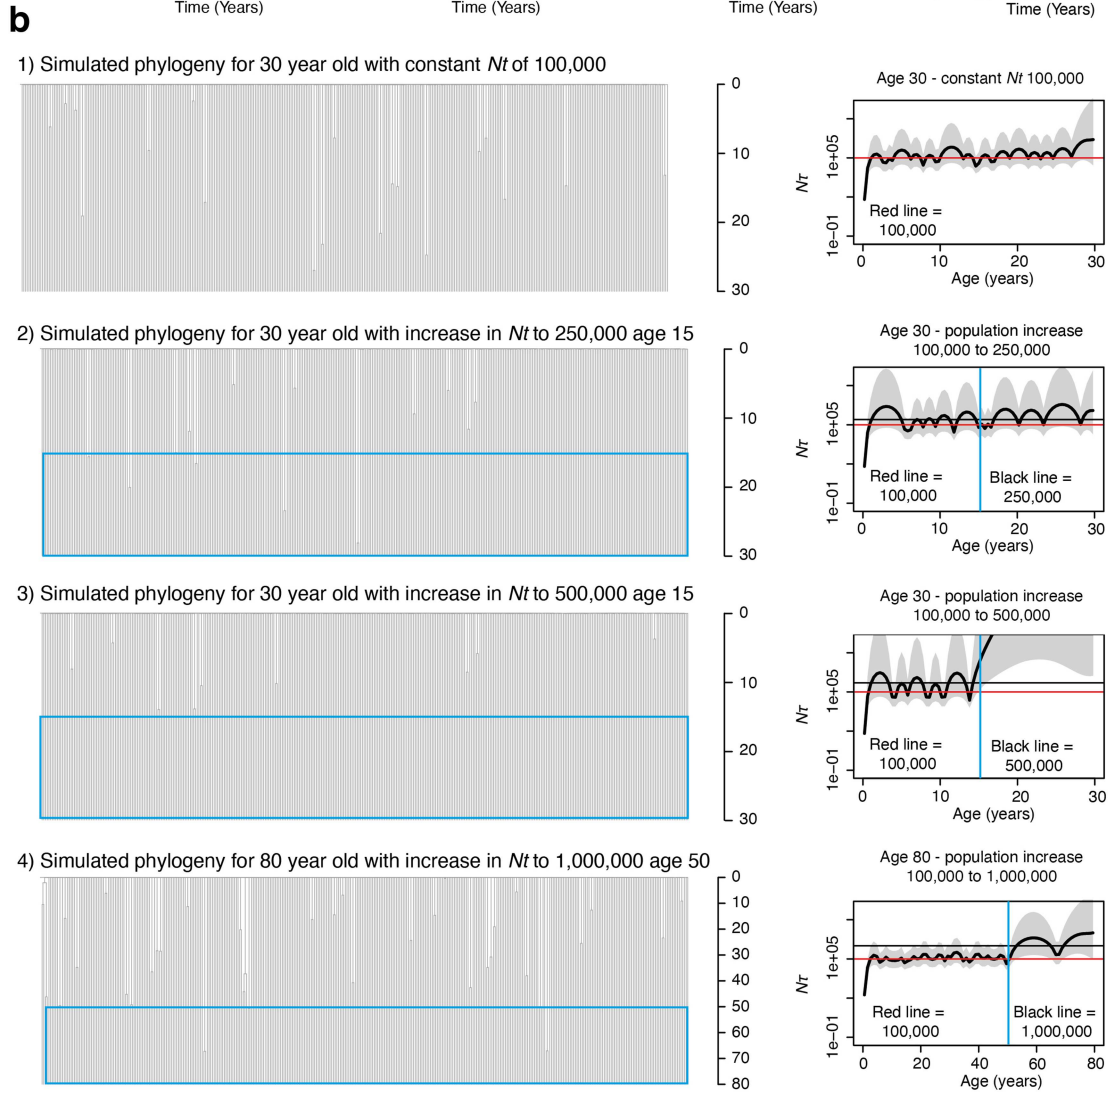 Time (Years) Time (Years) Time (Years) Time (Years)
b
1) Simulated phylogeny for 30 year old with constant Nt of 100,000
0
10
20
30
Age 30 - constant Nt 100,000
Nτ
1e+05
1e−01
Red line =
100,000
0 10 20 30
Age (years)
2) Simulated phylogeny for 30 year old with increase in Nt to 250,000 age 15
0
10
20
30
Age 30 - population increase
100,000 to 250,000
Nτ
1e+05
1e−01
Red line =
100,000
Black line =
250,000
0 10 20 30
Age (years)
3) Simulated phylogeny for 30 year old with increase in Nt to 500,000 age 15
0
10
20
30
Age 30 - population increase
100,000 to 500,000
Nτ
1e+05
1e−01
Red line =
100,000
Black line =
500,000
0 10 20 30
Age (years)
4) Simulated phylogeny for 80 year old with increase in Nt to 1,000,000 age 50
0
10
20
30
40
50
60
70
80
Age 80 - population increase
100,000 to 1,000,000
Nτ
1e+05
1e−01
Red line =
100,000
Black line =
1,000,000
0 20 40 60 80
Age (years)